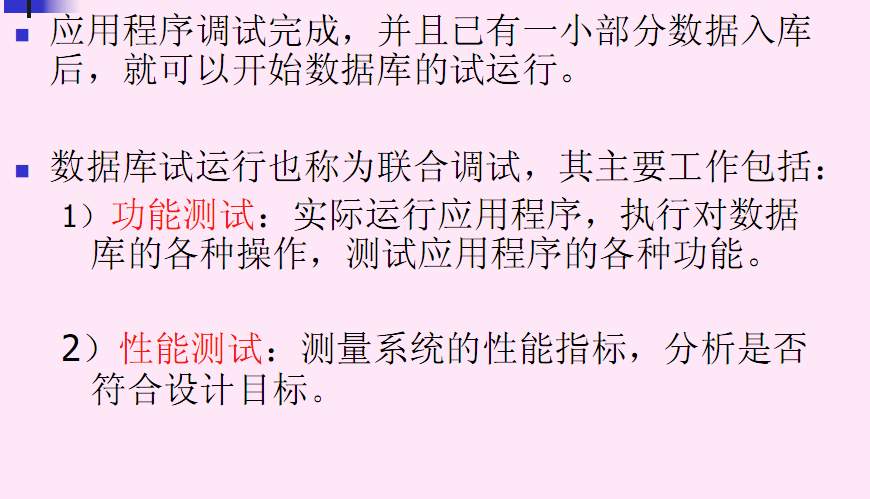 应用程序调试完成，并且已有一小部分数据入库
后，就可以开始数据库的试运行。
数据库试运行也称为联合调试，其主要工作包括：
1）功能测试：实际运行应用程序，执行对数据
库的各种操作，测试应用程序的各种功能。
2）性能测试：测量系统的性能指标，分析是否
符合设计目标。